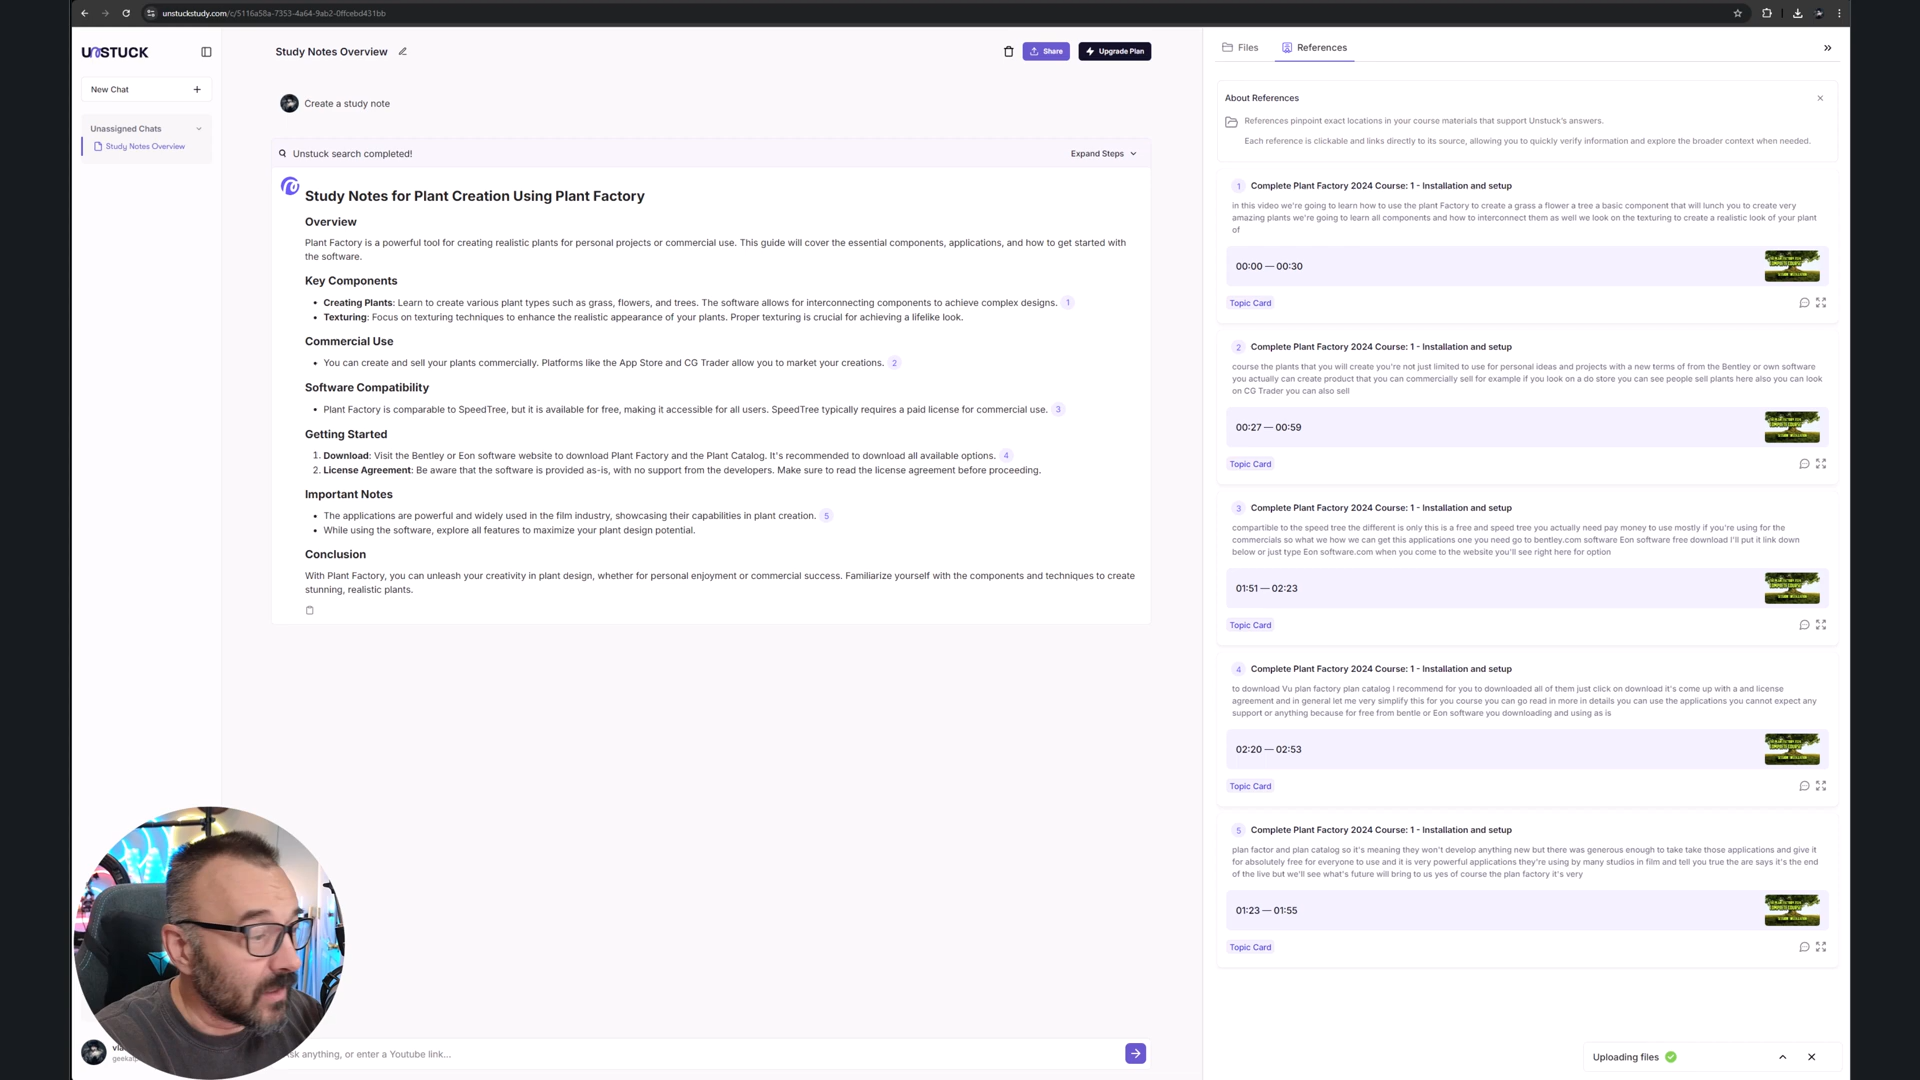 unstuckstudy.com/c/5116a58a-7353-4a64-9ab2-0ffcebd431bb
UNSTUCK
New Chat
Unassigned Chats
Study Notes Overview
Study Notes Overview
Share
Upgrade Plan
Create a study note
Unstuck search completed!
Expand Steps
Study Notes for Plant Creation Using Plant Factory
Overview
Plant Factory is a powerful tool for creating realistic plants for personal projects or commercial use. This guide will cover the essential components, applications, and how to get started with
the software.
Key Components
• Creating Plants: Learn to create various plant types such as grass, flowers, and trees. The software allows for interconnecting components to achieve complex designs. 1
• Texturing: Focus on texturing techniques to enhance the realistic appearance of your plants. Proper texturing is crucial for achieving a lifelike look.
Commercial Use
• You can create and sell your plants commercially. Platforms like the App Store and CG Trader allow you to market your creations. 2
Software Compatibility
• Plant Factory is comparable to SpeedTree, but it is available for free, making it accessible for all users. SpeedTree typically requires a paid license for commercial use. 3
Getting Started
1. Download: Visit the Bentley or Eon software website to download Plant Factory and the Plant Catalog. It's recommended to download all available options. 4
2. License Agreement: Be aware that the software is provided as-is, with no support from the developers. Make sure to read the license agreement before proceeding.
Important Notes
• The applications are powerful and widely used in the film industry, showcasing their capabilities in plant creation. 5
• While using the software, explore all features to maximize your plant design potential.
Conclusion
With Plant Factory, you can unleash your creativity in plant design, whether for personal enjoyment or commercial success. Familiarize yourself with the components and techniques to create
stunning, realistic plants.
ask anything, or enter a Youtube link...
Files
References
About References
References pinpoint exact locations in your course materials that support Unstuck's answers.
Each reference is clickable and links directly to its source, allowing you to quickly verify information and explore the broader context when needed.
1 Complete Plant Factory 2024 Course: 1 - Installation and setup
in this video we're going to learn how to use the plant Factory to create a grass a flower a tree a basic component that will lunch you to create very
amazing plants we're going to learn all components and how to interconnect them as well we look on the texturing to create a realistic look of your plant
of
00:00 — 00:30
Topic Card
2 Complete Plant Factory 2024 Course: 1 - Installation and setup
course the plants that you will create you're not just limited to use for personal ideas and projects with a new terms of from the Bentley or own software
you actually can create product that you can commercially sell for example if you look on a do store you can see people sell plants here also you can look
on CG Trader you can also sell
00:27 — 00:59
Topic Card
3 Complete Plant Factory 2024 Course: 1 - Installation and setup
compartible to the speed tree the different is only this is a free and speed tree you actually need pay money to use mostly if you're using for the
commercials so what we how we can get this applications one you need go to bentley.com software Eon software free download I'll put it link down
below or just type Eon software.com when you come to the website you'll see right here for option
01:51 — 02:23
Topic Card
4 Complete Plant Factory 2024 Course: 1 - Installation and setup
to download Vu plan factory plan catalog I recommend for you to downloaded all of them just click on download it's come up with a and license
agreement and in general let me very simplify this for you course you can go read in more in details you can use the applications you cannot expect any
support or anything because for free from bentle or Eon software you downloading and using as is
02:20 — 02:53
Topic Card
5 Complete Plant Factory 2024 Course: 1 - Installation and setup
plan factor and plan catalog so it's meaning they won't develop anything new but there was generous enough to take take those applications and give it
for absolutely free for everyone to use and it is very powerful applications they're using by many studios in film and tell you true the are says it's the end
of the live but we'll see what's future will bring to us yes of course the plan factory it's very
01:23 — 01:55
Topic Card
Uploading files